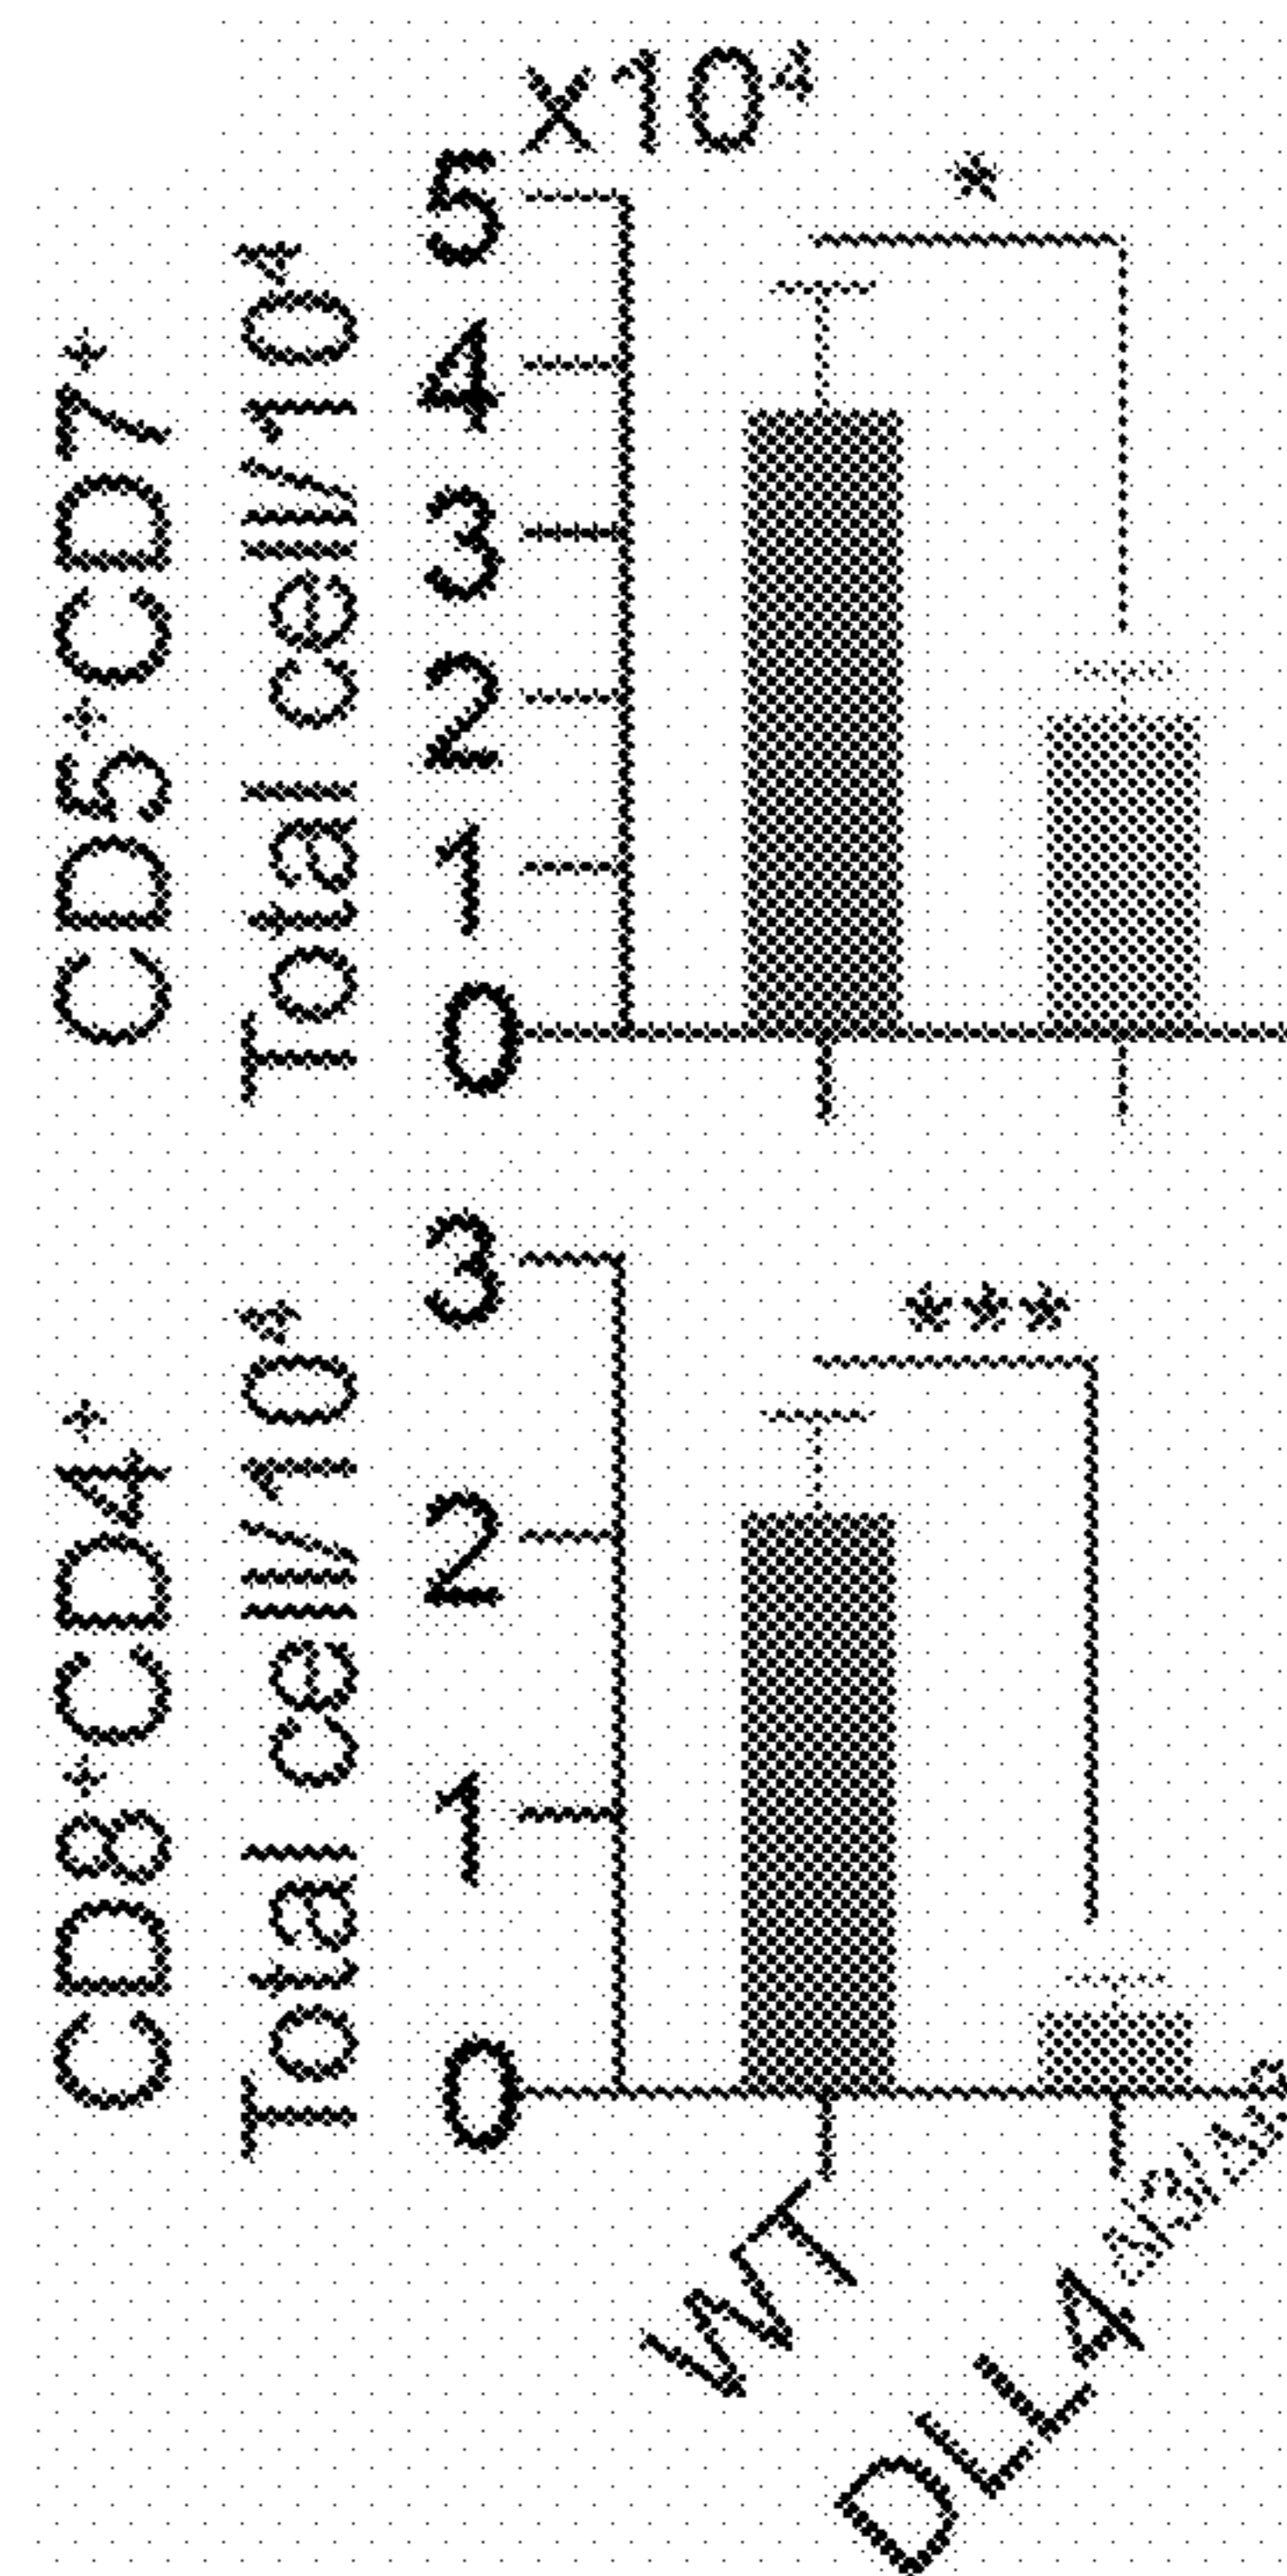 CD5⁺CD7⁺
Total cell/10⁴
x10⁴
5
4
3
2
1
0
*
CD8⁺CD4⁺
Total cell/10⁴
3
2
1
0
***
WT
DLL4